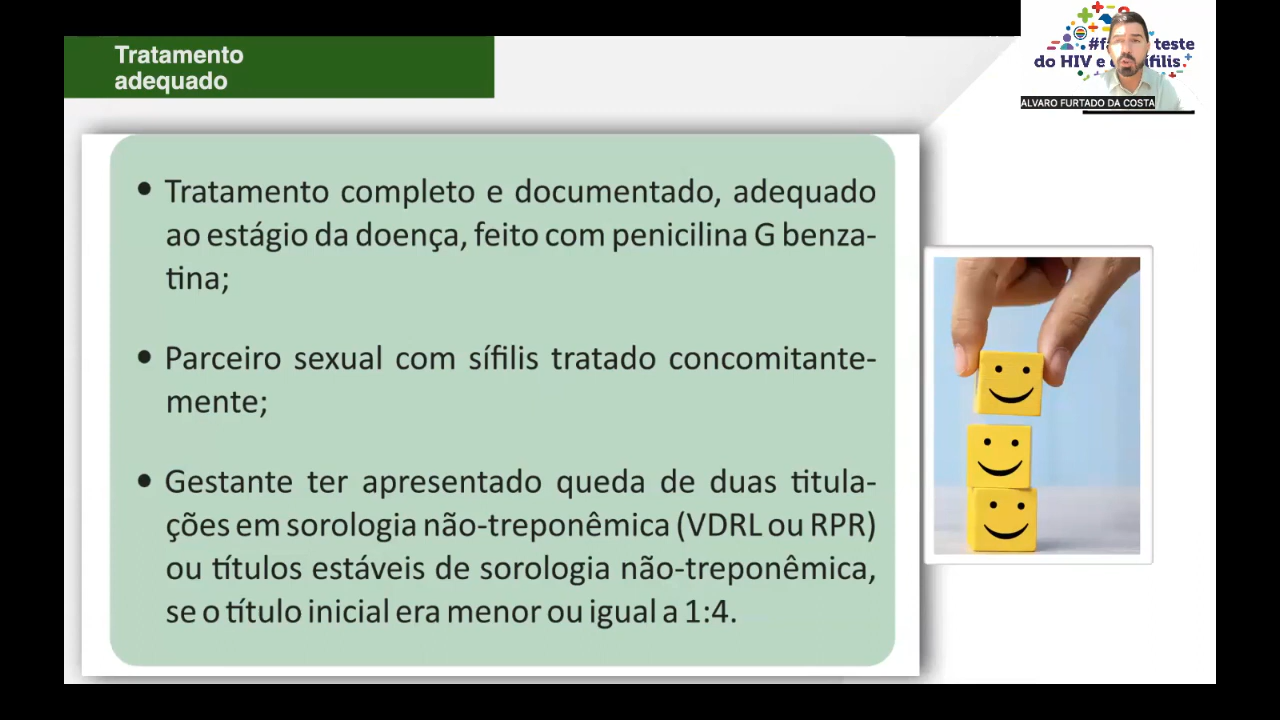 Tratamento
adequado
teste
do HIV e
ALVARO FURTADO DA COSTA
• Tratamento completo e documentado, adequado
ao estágio da doença, feito com penicilina G benza-
tina;
• Parceiro sexual com sífilis tratado concomitante-
mente;
• Gestante ter apresentado queda de duas titula-
ções em sorologia não-treponêmica (VDRL ou RPR)
ou títulos estáveis de sorologia não-treponêmica,
se o título inicial era menor ou igual a 1:4.